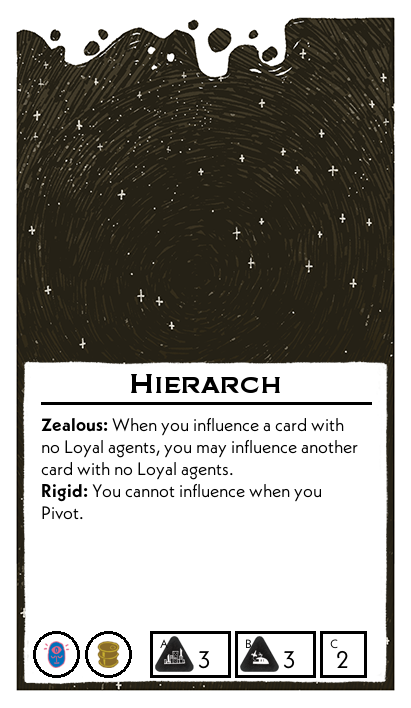 HIERARCH
Zealous: When you influence a card with
no Loyal agents, you may influence another
card with no Loyal agents.
Rigid: You cannot influence when you
Pivot.
A 3 B 3 C 2